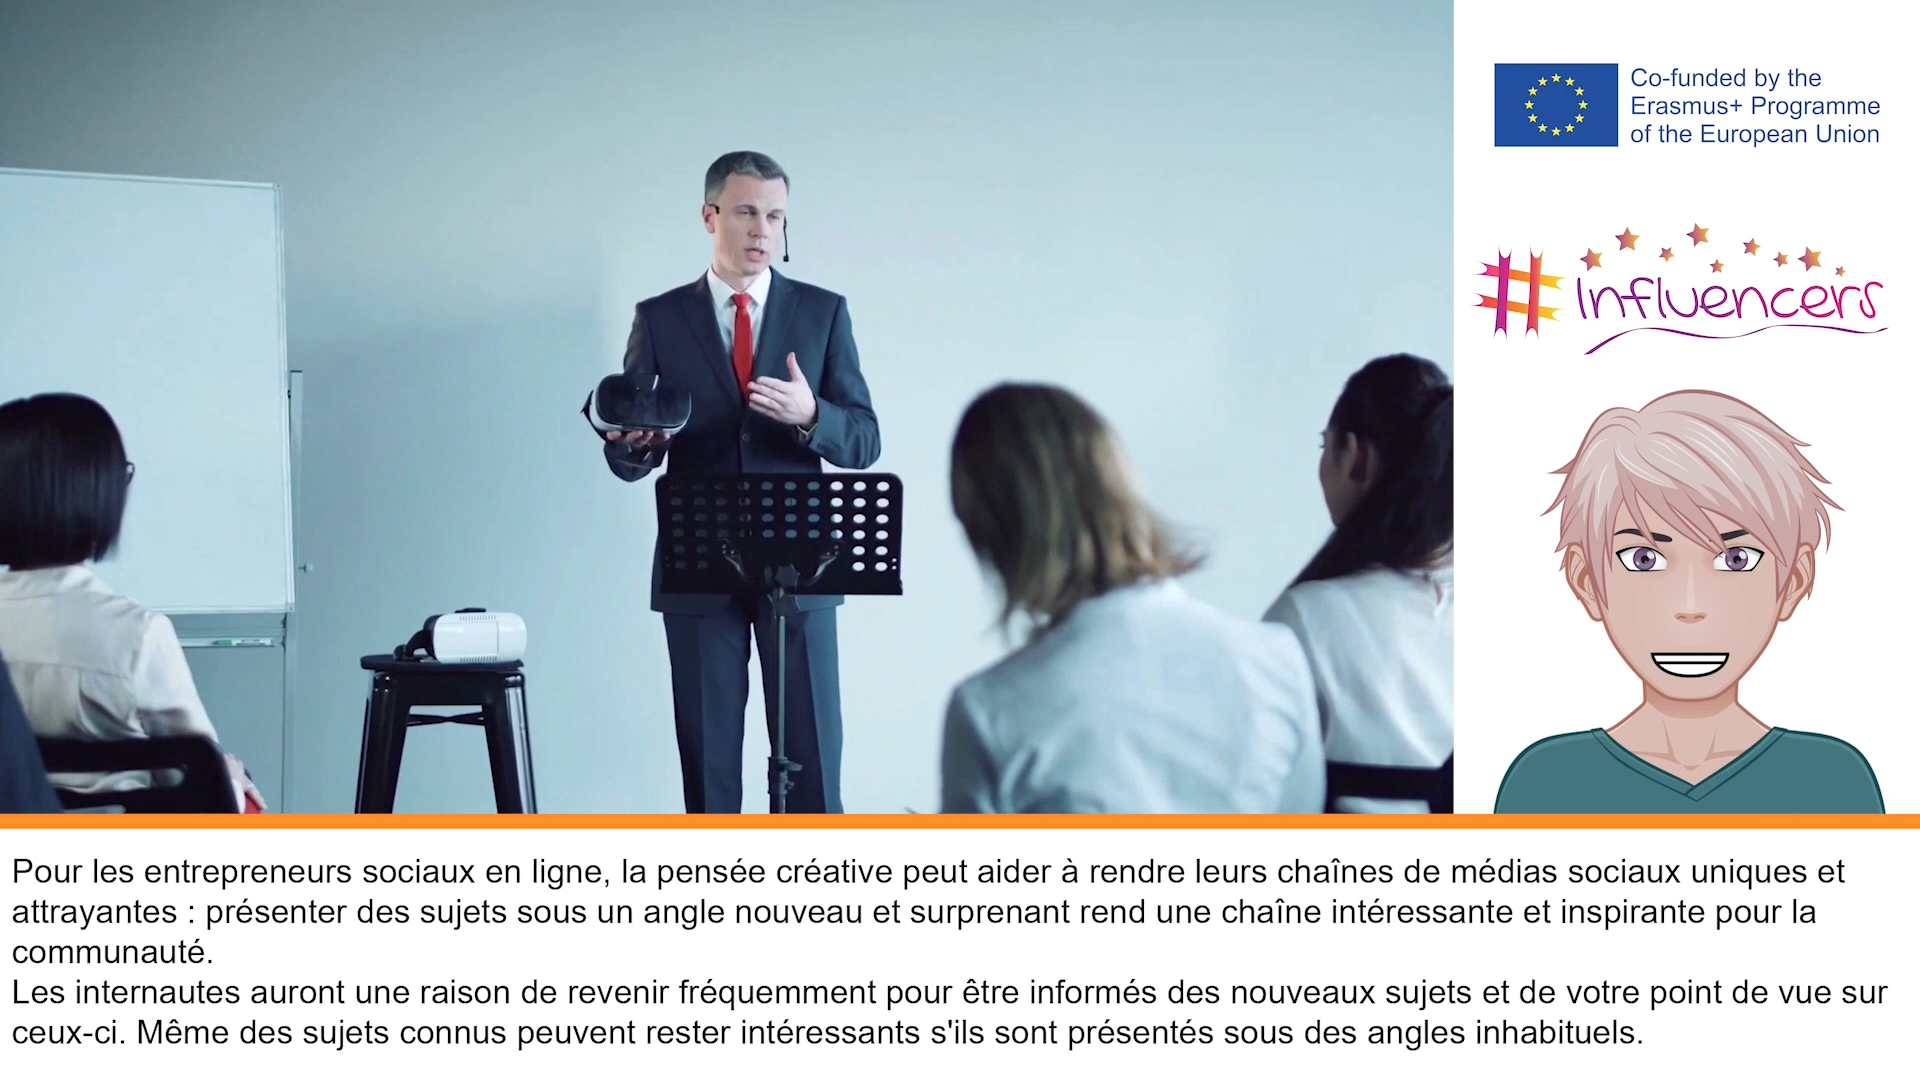 Co-funded by the
Erasmus+ Programme
of the European Union
#Influencers
Pour les entrepreneurs sociaux en ligne, la pensée créative peut aider à rendre leurs chaînes de médias sociaux uniques et
attrayantes : présenter des sujets sous un angle nouveau et surprenant rend une chaîne intéressante et inspirante pour la
communauté.
Les internautes auront une raison de revenir fréquemment pour être informés des nouveaux sujets et de votre point de vue sur
ceux-ci. Même des sujets connus peuvent rester intéressants s'ils sont présentés sous des angles inhabituels.